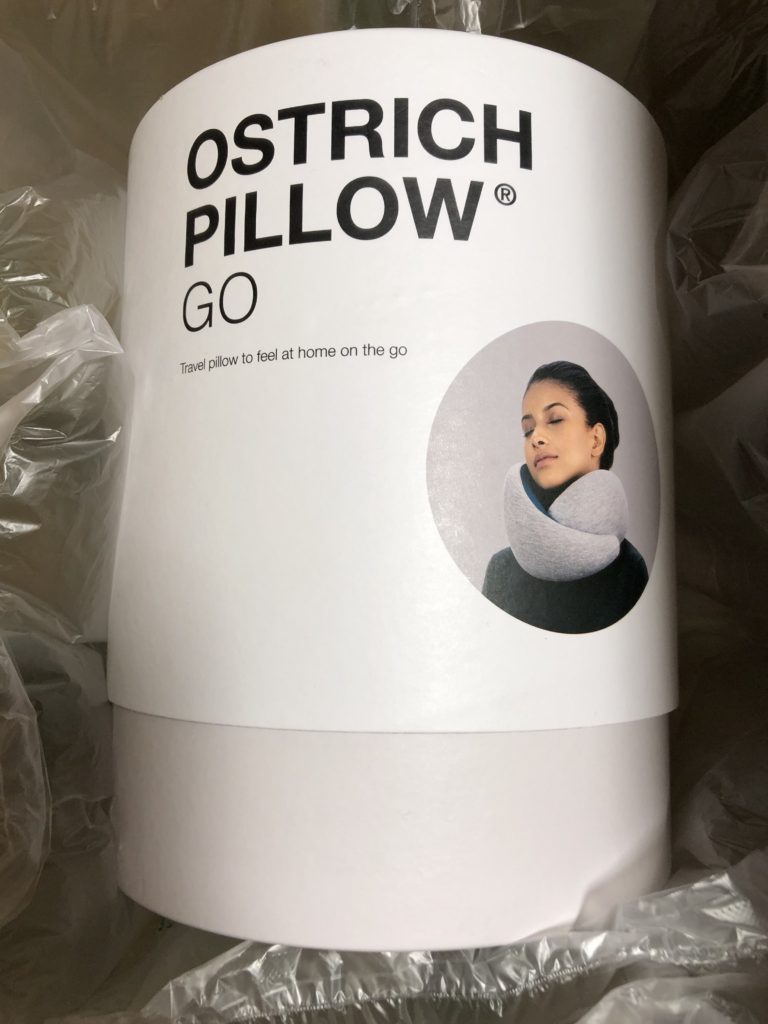 OSTRICH
PILLOW®
GO
Travel pillow to feel at home on the go